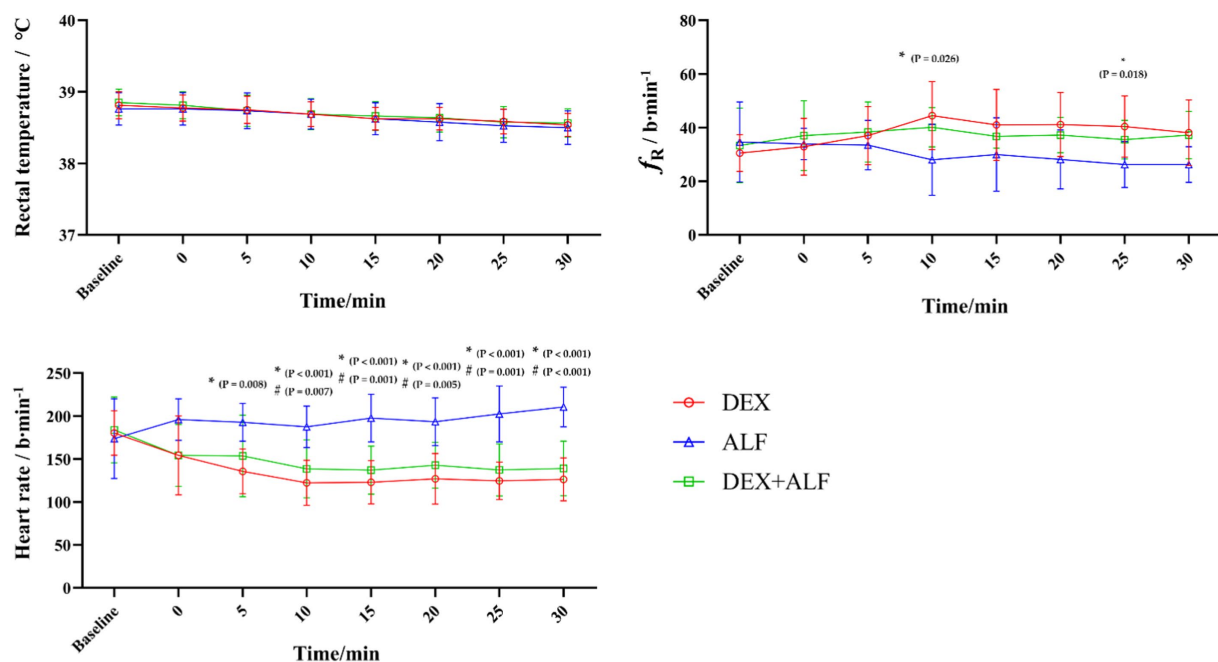 Rectal temperature / °C
40
39
38
37
Baseline
0
5
10
15
20
25
30
Time/min
fR / b·min⁻¹
80
60
40
20
0
* (P = 0.026)
*
(P = 0.018)
Baseline
0
5
10
15
20
25
30
Time/min
Heart rate / b·min⁻¹
250
200
150
100
50
0
* (P = 0.008)
* (P < 0.001)
# (P = 0.007)
* (P < 0.001)
# (P = 0.001)
* (P < 0.001)
# (P = 0.005)
* (P < 0.001)
# (P = 0.001)
* (P < 0.001)
# (P < 0.001)
Baseline
0
5
10
15
20
25
30
Time/min
DEX
ALF
DEX+ALF